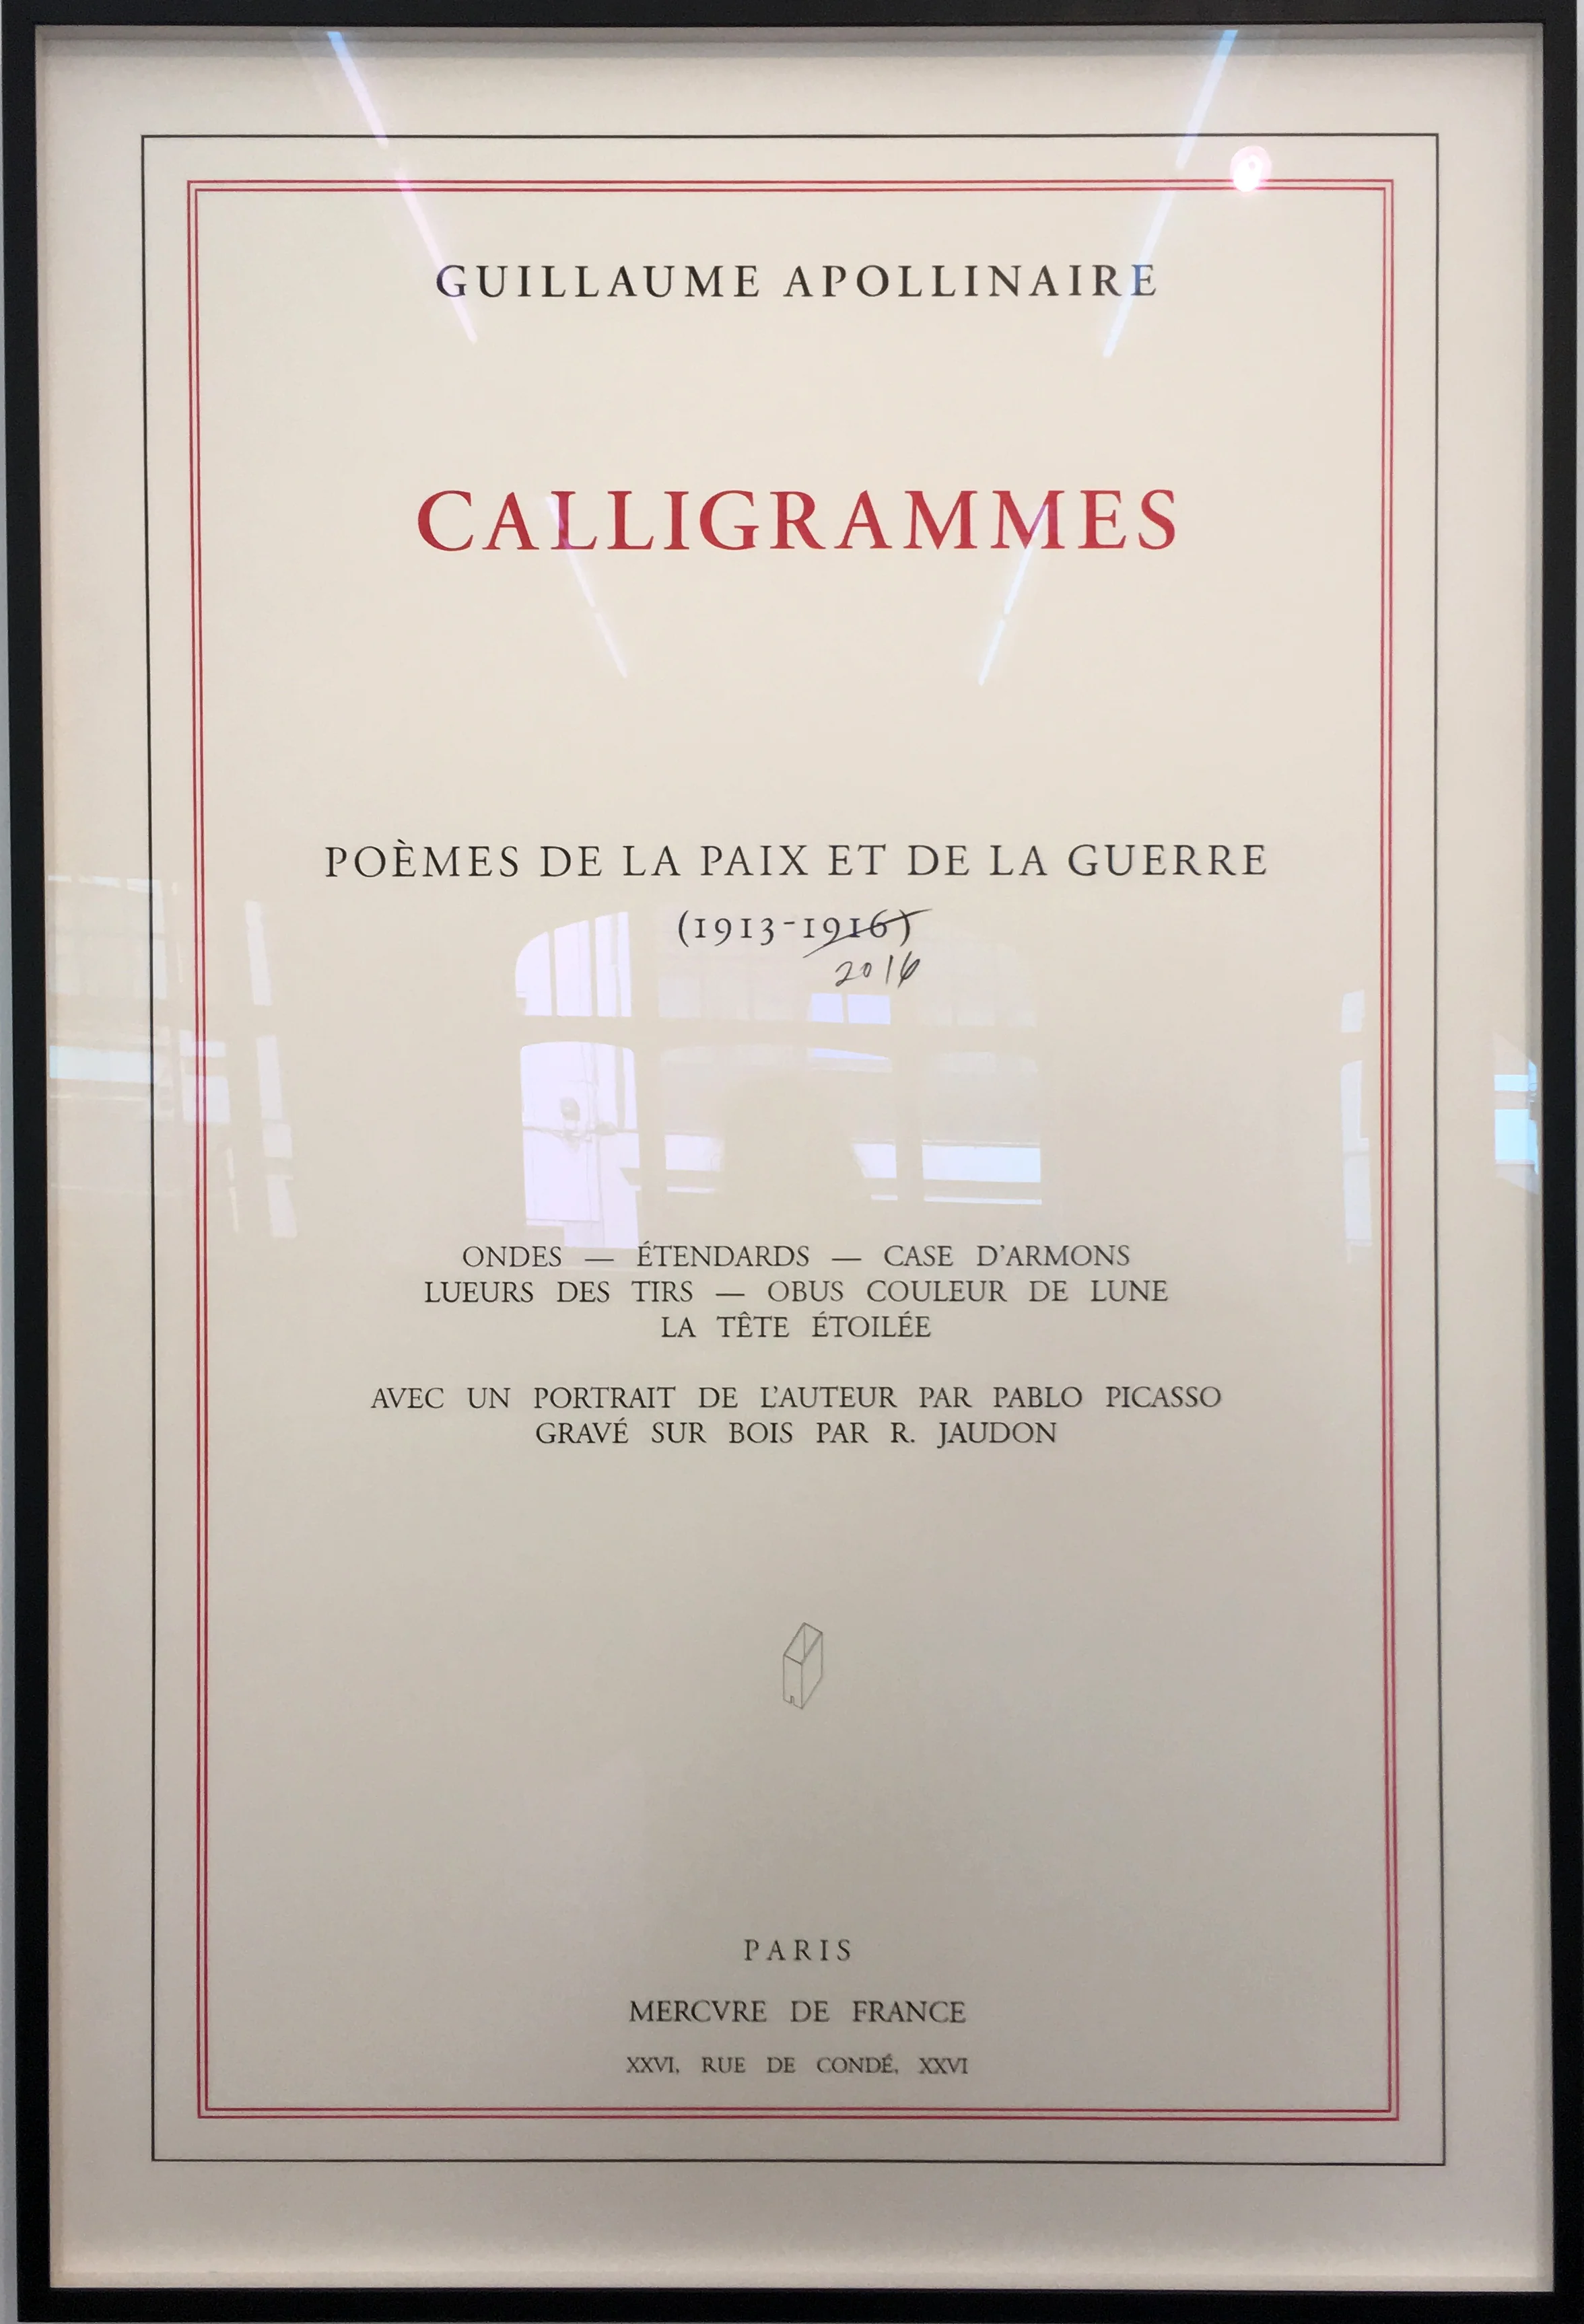 GUILLAUME APOLLINAIRE
CALLIGRAMMES
POÈMES DE LA PAIX ET DE LA GUERRE
(1913-1916)
2016
ONDES — ÉTENDARDS — CASE D'ARMONS
LUEURS DES TIRS — OBUS COULEUR DE LUNE
LA TÊTE ÉTOILÉE
AVEC UN PORTRAIT DE L'AUTEUR PAR PABLO PICASSO
GRAVÉ SUR BOIS PAR R. JAUDON
PARIS
MERCVRE DE FRANCE
XXVI, RUE DE CONDÉ, XXVI